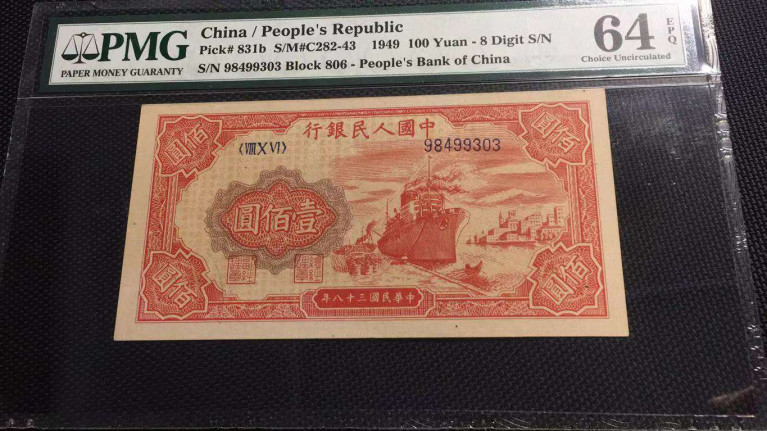 PMG
PAPER MONEY GUARANTY
China / People's Republic
Pick# 831b S/M#C282-43 1949 100 Yuan - 8 Digit S/N
S/N 98499303 Block 806 - People's Bank of China
64 EPQ
Choice Uncirculated
行銀民人國中
〈VIII X VI〉 98499303
圓佰
圓佰
圓佰壹
圓佰
圓佰
年八十三國民華中